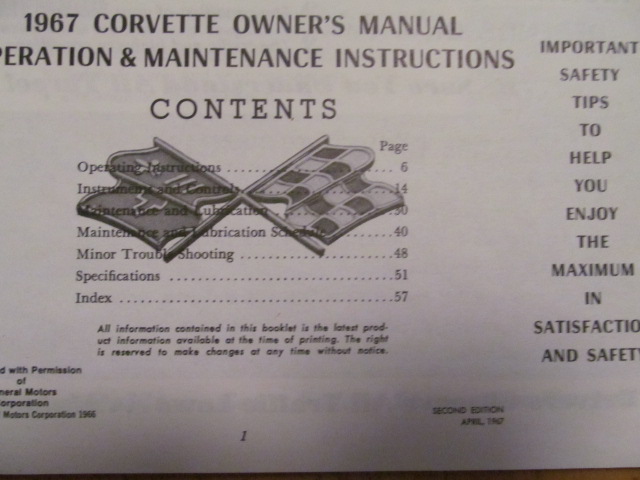 1967 CORVETTE OWNER'S MANUAL
PERATION & MAINTENANCE INSTRUCTIONS
CONTENTS
Page
Operating Instructions .......................... 6
Instruments and Controls ........................ 14
Maintenance and Lubrication ..................... 30
Maintenance and Lubrication Schedule ............ 40
Minor Trouble Shooting .......................... 48
Specifications .................................. 51
Index ........................................... 57
All information contained in this booklet is the latest prod-
uct information available at the time of printing. The right
is reserved to make changes at any time without notice.
d with Permission
of
neral Motors
orporation
Motors Corporation 1966
SECOND EDITION
APRIL, 1967
1
IMPORTANT
SAFETY
TIPS
TO
HELP
YOU
ENJOY
THE
MAXIMUM
IN
SATISFACTIO
AND SAFETY